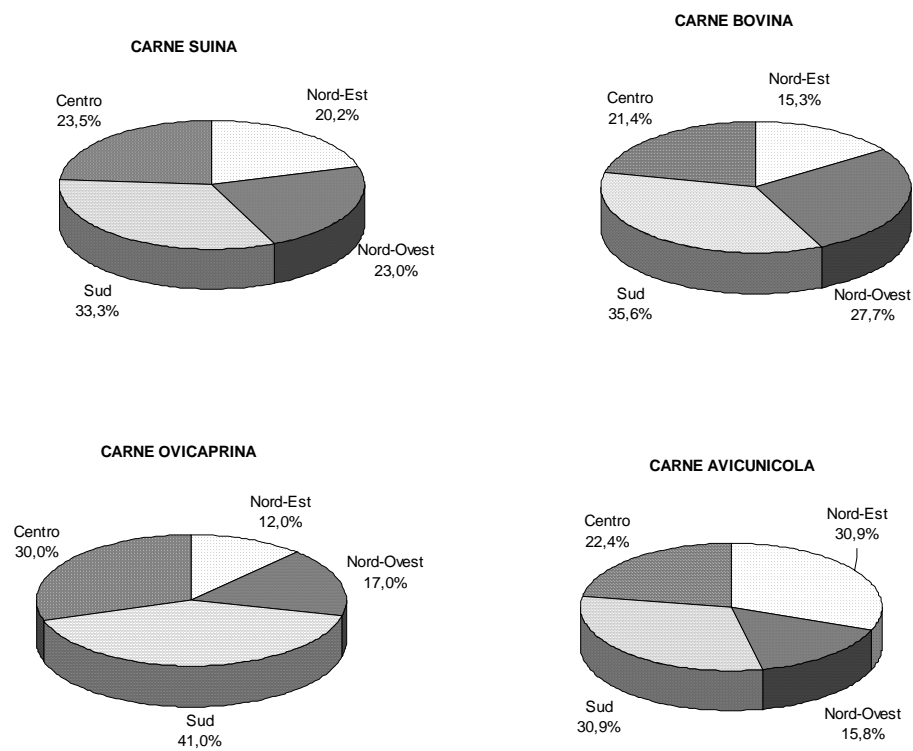 CARNE SUINA
Nord-Est
20,2%
Nord-Ovest
23,0%
Sud
33,3%
Centro
23,5%
CARNE BOVINA
Nord-Est
15,3%
Nord-Ovest
27,7%
Sud
35,6%
Centro
21,4%
CARNE OVICAPRINA
Nord-Est
12,0%
Nord-Ovest
17,0%
Sud
41,0%
Centro
30,0%
CARNE AVICUNICOLA
Nord-Est
30,9%
Nord-Ovest
15,8%
Sud
30,9%
Centro
22,4%